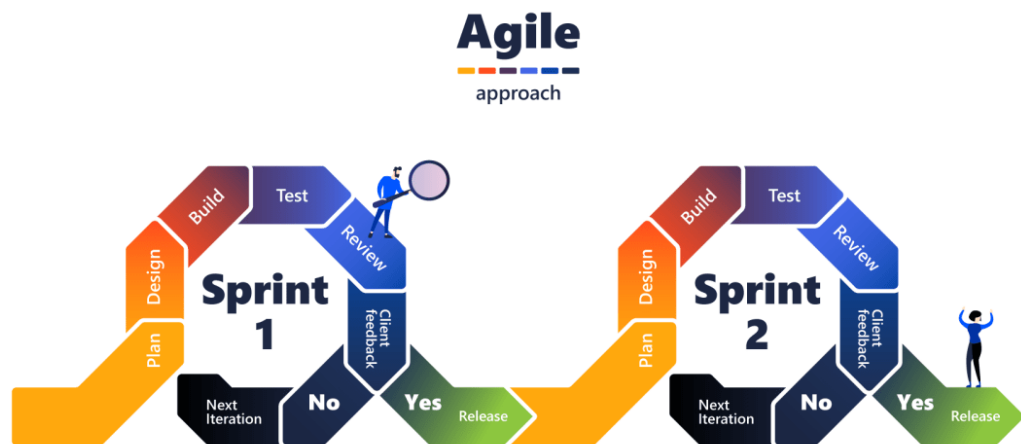 Agile
approach
Plan
Design
Build
Test
Review
Client
feedback
Sprint
1
No
Next
Iteration
Yes
Release
Plan
Design
Build
Test
Review
Client
feedback
Sprint
2
No
Next
Iteration
Yes
Release